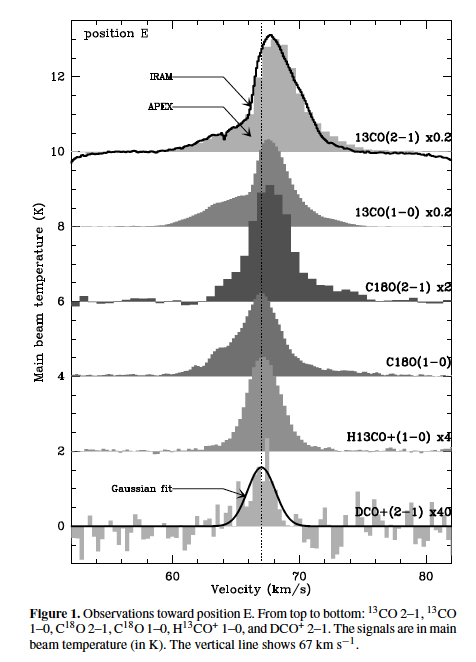 position E
12
IRAM
APEX
13CO(2-1) x0.2
10
13CO(1-0) x0.2
8
C18O(2-1) x2
6
C18O(1-0)
4
H13CO+(1-0) x4
2
Gaussian fit
DCO+(2-1) x40
0
Main beam temperature (K)
60 70 80
Velocity (km/s)
Figure 1. Observations toward position E. From top to bottom: ¹³CO 2–1, ¹³CO
1–0, C¹⁸O 2–1, C¹⁸O 1–0, H¹³CO⁺ 1–0, and DCO⁺ 2–1. The signals are in main
beam temperature (in K). The vertical line shows 67 km s⁻¹.